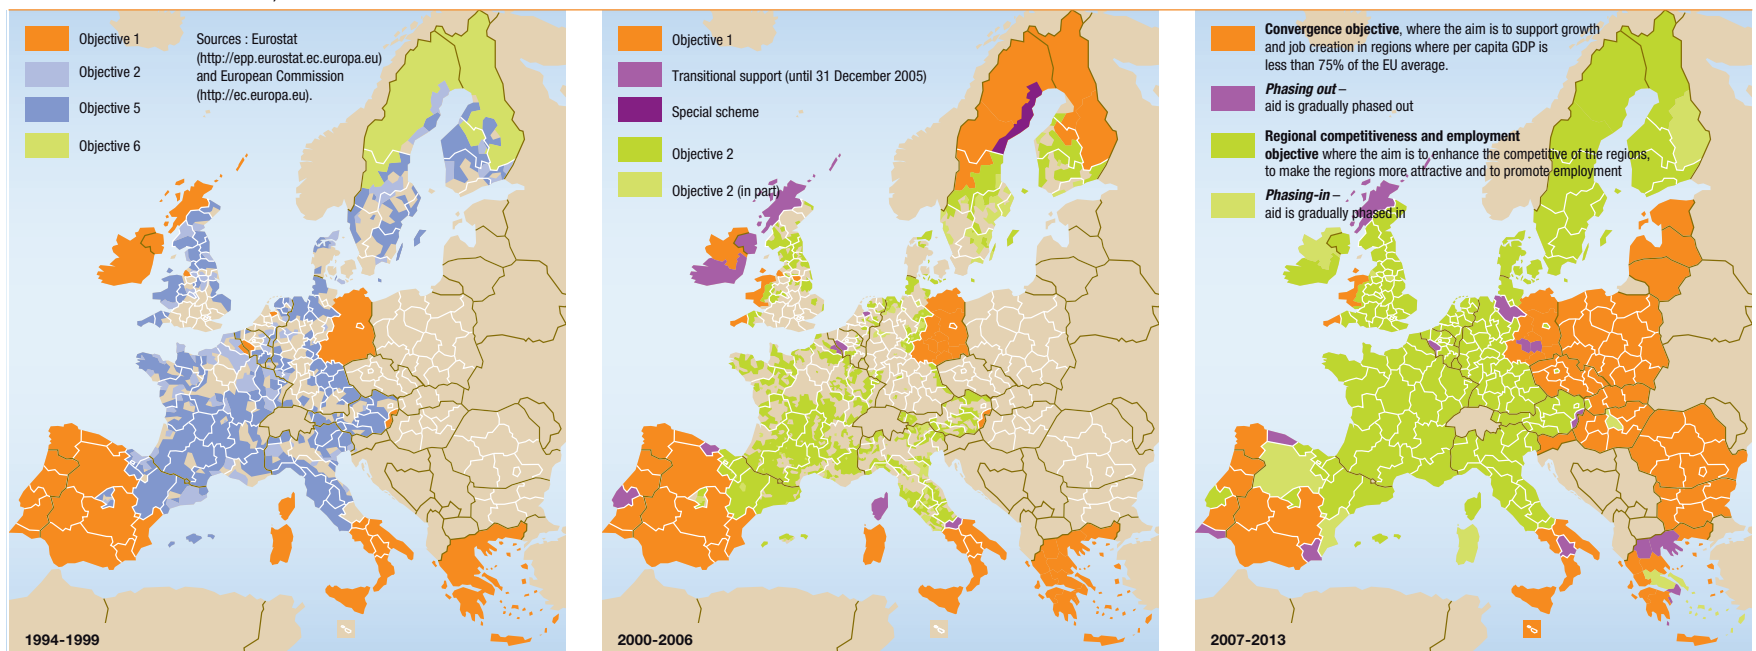 Objective 1
Objective 2
Objective 5
Objective 6
Sources : Eurostat
(http://epp.eurostat.ec.europa.eu)
and European Commission
(http://ec.europa.eu).
1994-1999
Objective 1
Transitional support (until 31 December 2005)
Special scheme
Objective 2
Objective 2 (in part)
2000-2006
Convergence objective, where the aim is to support growth
and job creation in regions where per capita GDP is
less than 75% of the EU average.
Phasing out –
aid is gradually phased out
Regional competitiveness and employment
objective where the aim is to enhance the competitive of the regions,
to make the regions more attractive and to promote employment
Phasing-in –
aid is gradually phased in
2007-2013